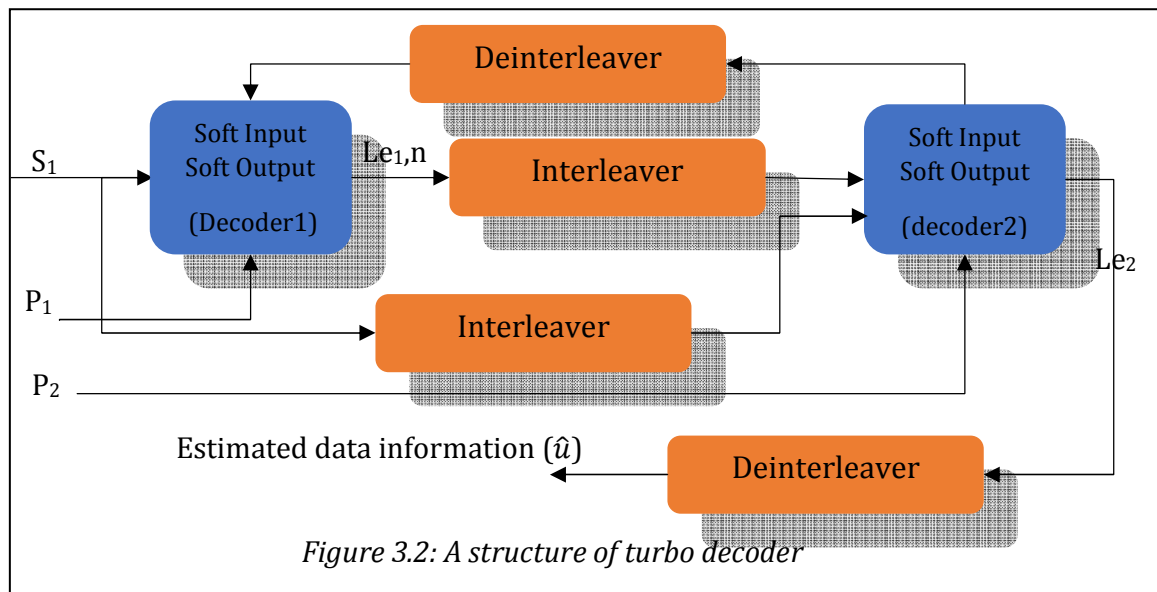 Deinterleaver
Soft Input
Soft Output
(Decoder1)
S₁
Le₁,n
Interleaver
Soft Input
Soft Output
(decoder2)
Le₂
P₁
Interleaver
P₂
Estimated data information (û)
Deinterleaver
Figure 3.2: A structure of turbo decoder